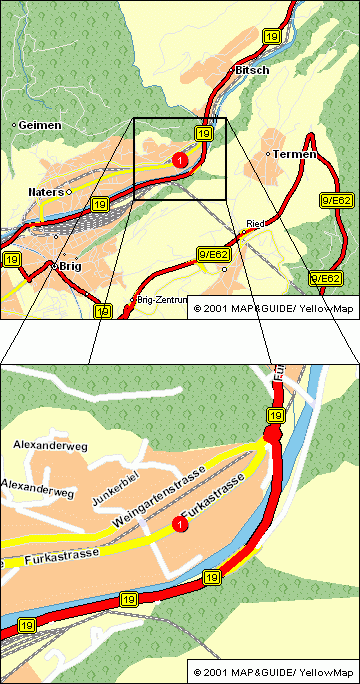 19
Bitsch
Geimen
19
1
Termen
Naters
19
9/E62
Ried
9/E62
19
Brig
9/E62
Brig-Zentrum
19
© 2001 MAP&GUIDE/ YellowMap
19
Alexanderweg
Junkerbiel
Alexanderweg
Weingartenstrasse
Furkastrasse
1
Furkastrasse
19
19
19
© 2001 MAP&GUIDE/ YellowMap